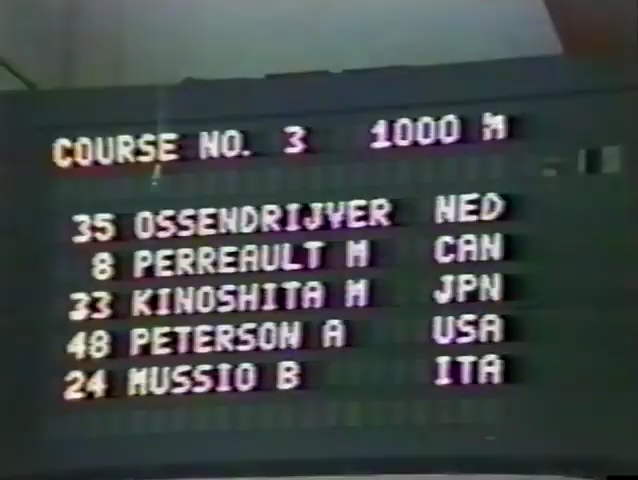 COURSE NO. 3 1000 M
35 OSSENDRIJVER NED
8 PERREAULT M CAN
33 KINOSHITA M JPN
48 PETERSON A USA
24 MUSSIO B ITA